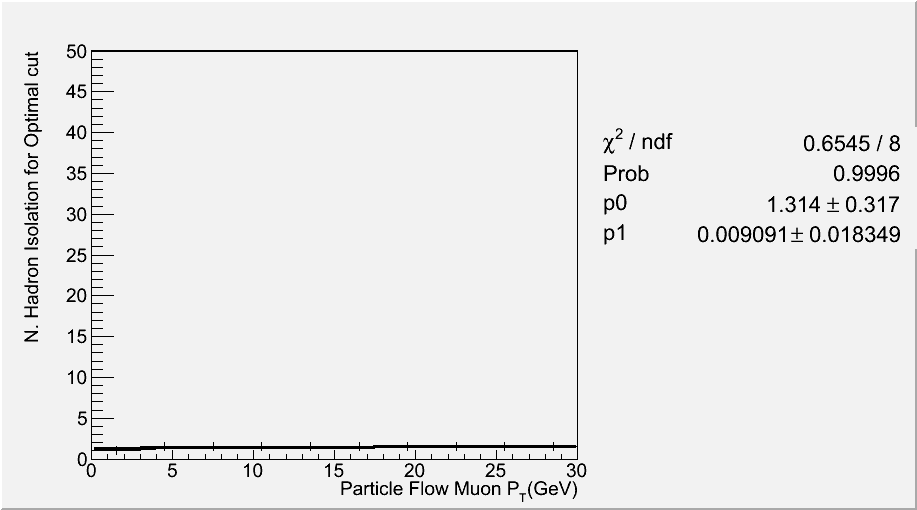 N. Hadron Isolation for Optimal cut
50
45
40
35
30
25
20
15
10
5
0
0 5 10 15 20 25 30
Particle Flow Muon P_T(GeV)
χ² / ndf 0.6545 / 8
Prob 0.9996
p0 1.314 ± 0.317
p1 0.009091± 0.018349